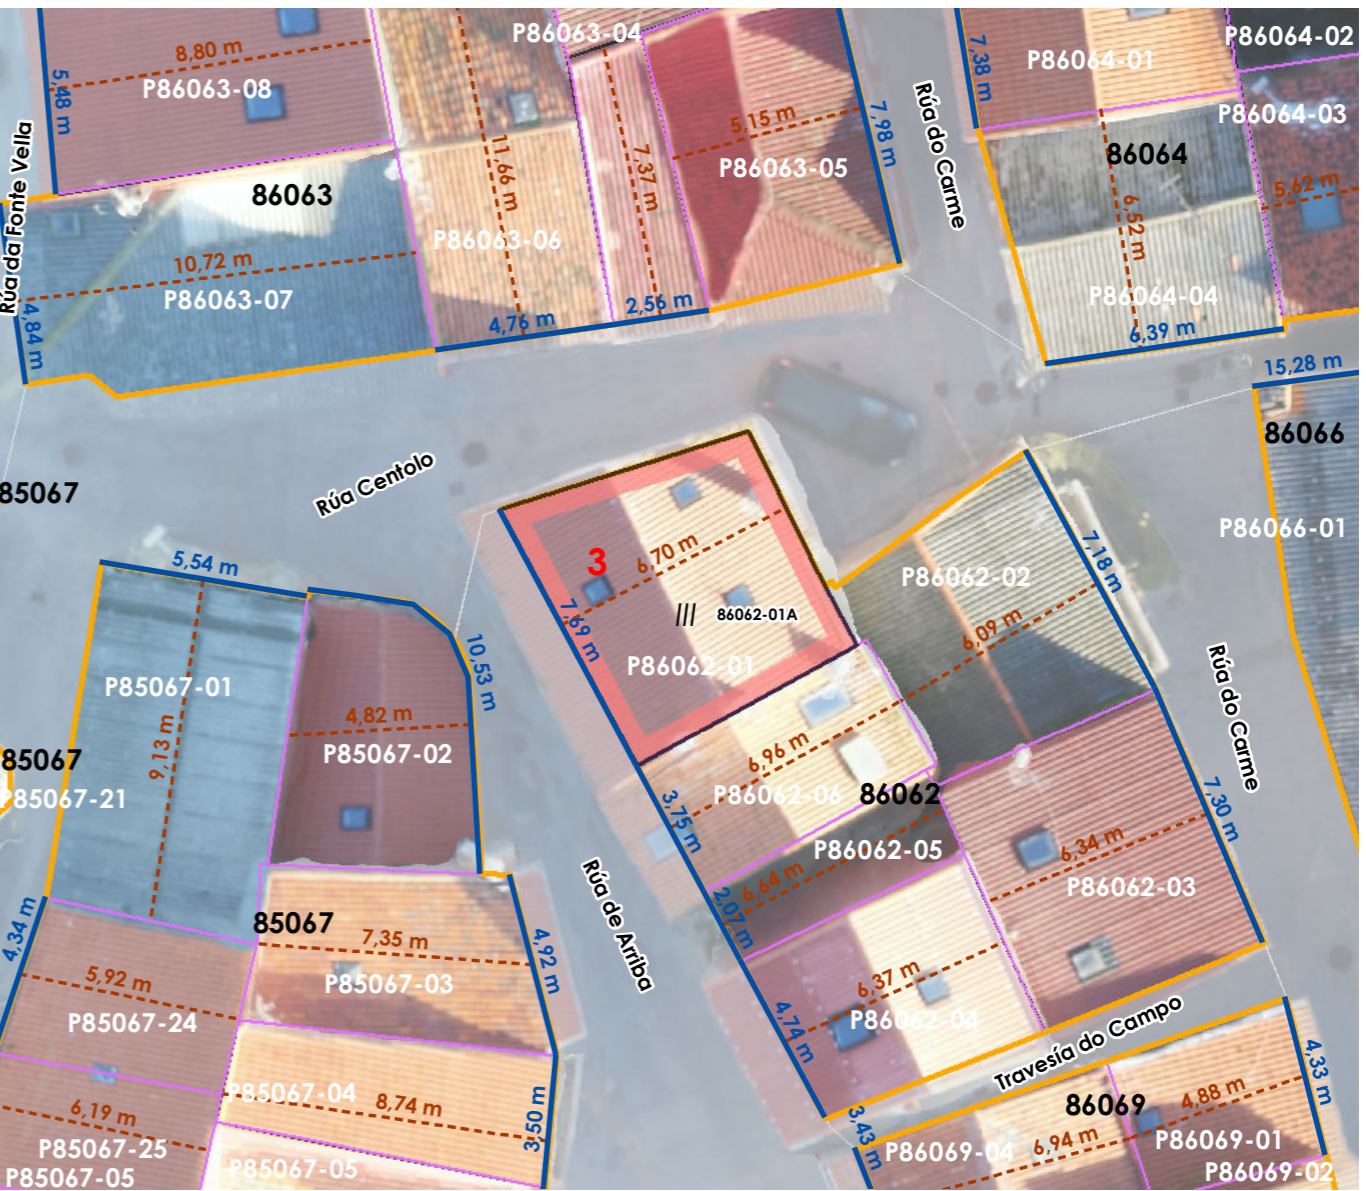 P86063-04
P86064-02
8,80 m
P86063-08
5,48 m
7,38 m
P86064-01
P86064-03
5,15 m
7,98 m
Rúa do Carme
86064
11,66 m
7,37 m
P86063-05
Rúa da Fonte Vella
86063
5,62 m
6,52 m
P86063-06
10,72 m
P86063-07
4,84 m
4,76 m
2,56 m
P86064-04
6,39 m
15,28 m
86066
Rúa Centolo
85067
P86066-01
5,54 m
3
6,70 m
7,69 m
///
86062-01A
P86062-01
P86062-02
7,18 m
6,09 m
10,53 m
P85067-01
4,82 m
P85067-02
9,13 m
85067
P85067-21
Rúa do Carme
6,96 m
P86062-06
86062
3,75 m
P86062-05
7,30 m
6,34 m
P86062-03
6,64 m
2,07 m
Rúa de Arriba
85067
7,35 m
P85067-03
4,92 m
4,34 m
5,92 m
P85067-24
6,37 m
P86062-04
4,74 m
Travesía do Campo
4,33 m
P85067-04
8,74 m
3,50 m
6,19 m
P85067-25
P85067-05
P85067-05
3,43 m
86069
4,88 m
P86069-04
6,94 m
P86069-01
P86069-02